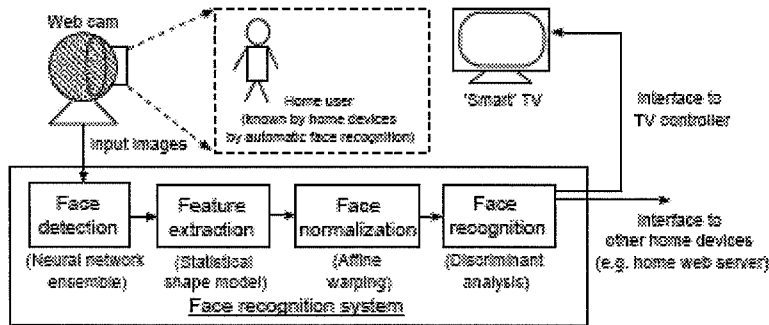 Web cam
Home user
(known by home devices
by automatic face recognition)
'Smart' TV
Interface to
TV controller
Input images
Face
detection
Feature
extraction
Face
normalization
Face
recognition
(Neural network
ensemble)
(Statistical
shape model)
(Affine
warping)
(Discriminant
analysis)
Interface to
other home devices
(e.g. home web server)
Face recognition system